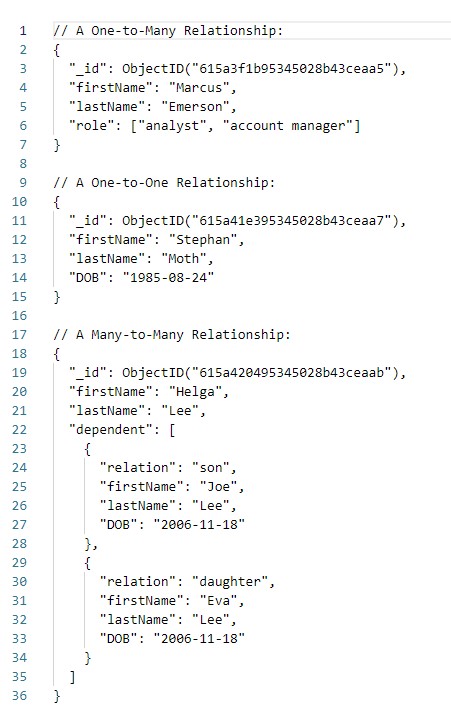 1 // A One-to-Many Relationship:
2 {
3   "_id": ObjectID("615a3f1b95345028b43ceaa5"),
4   "firstName": "Marcus",
5   "lastName": "Emerson",
6   "role": ["analyst", "account manager"]
7 }
8
9 // A One-to-One Relationship:
10 {
11   "_id": ObjectID("615a41e395345028b43ceaa7"),
12   "firstName": "Stephan",
13   "lastName": "Moth",
14   "DOB": "1985-08-24"
15 }
16
17 // A Many-to-Many Relationship:
18 {
19   "_id": ObjectID("615a420495345028b43ceaab"),
20   "firstName": "Helga",
21   "lastName": "Lee",
22   "dependent": [
23     {
24       "relation": "son",
25       "firstName": "Joe",
26       "lastName": "Lee",
27       "DOB": "2006-11-18"
28     },
29     {
30       "relation": "daughter",
31       "firstName": "Eva",
32       "lastName": "Lee",
33       "DOB": "2006-11-18"
34     }
35   ]
36 }